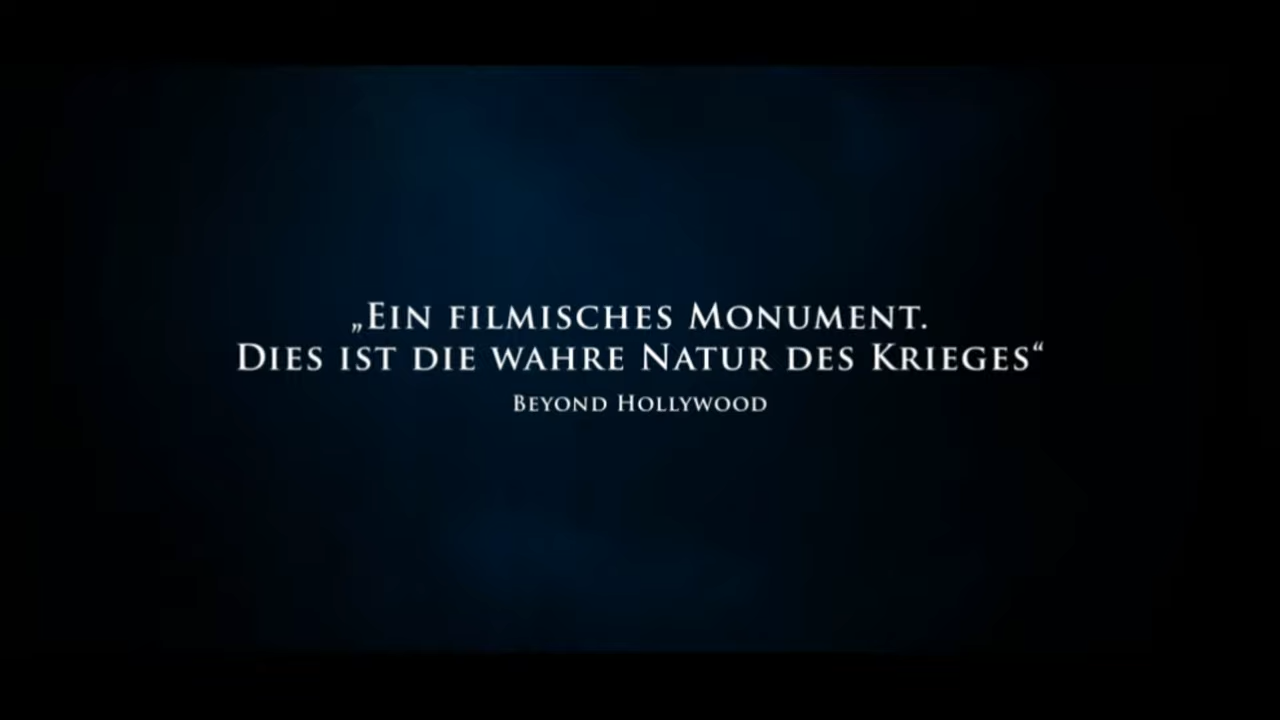 „Ein filmisches Monument.
Dies ist die wahre Natur des Krieges“
Beyond Hollywood